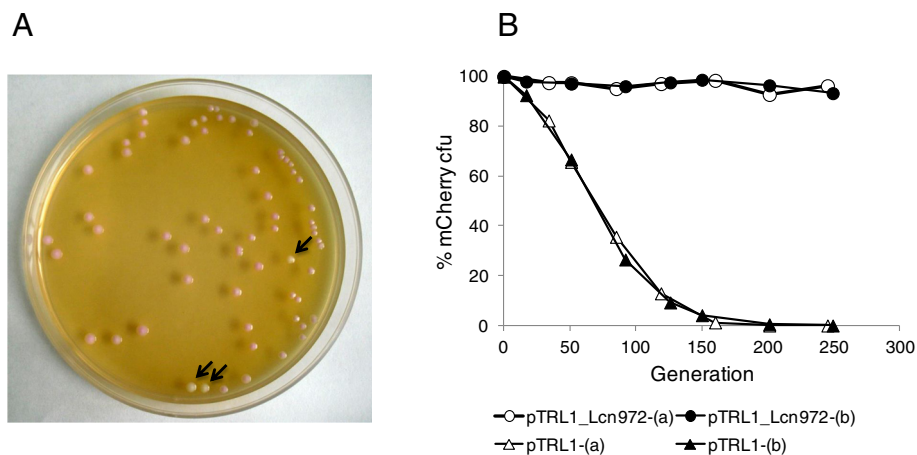 A
B
100
80
60
40
20
0
% mCherry cfu
0 50 100 150 200 250 300
Generation
pTRL1_Lcn972-(a) pTRL1_Lcn972-(b)
pTRL1-(a) pTRL1-(b)